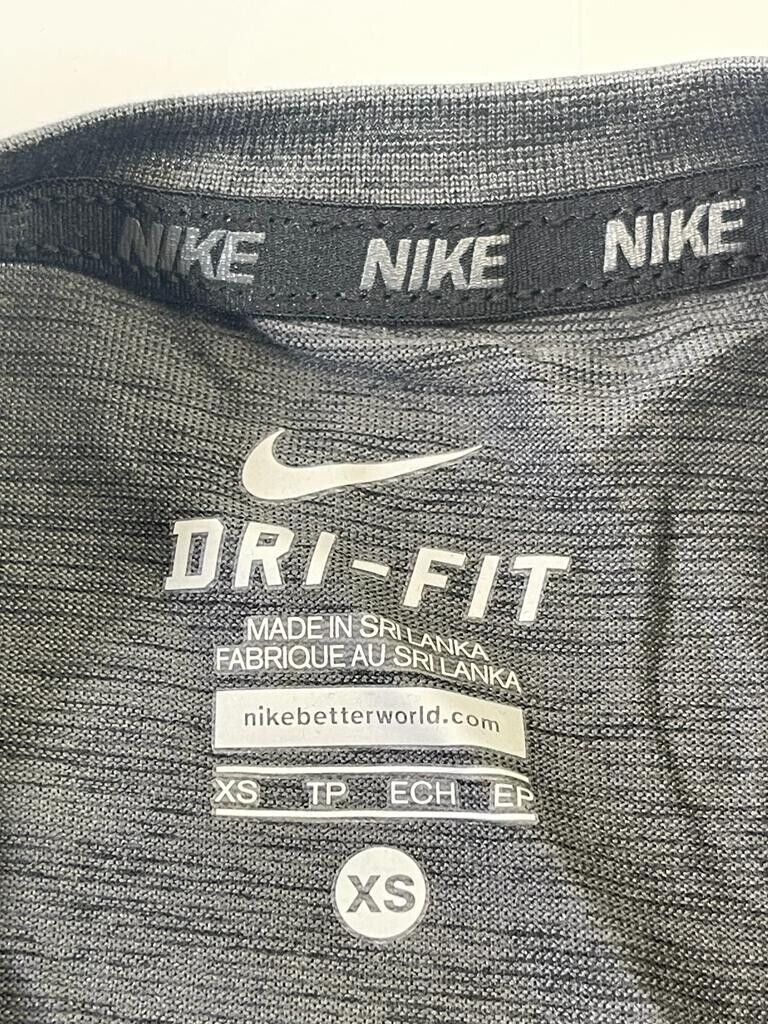 NIKE NIKE NIKE
DRI-FIT
MADE IN SRI LANKA
FABRIQUE AU SRI LANKA
nikebetterworld.com
XS TP ECH EP
XS